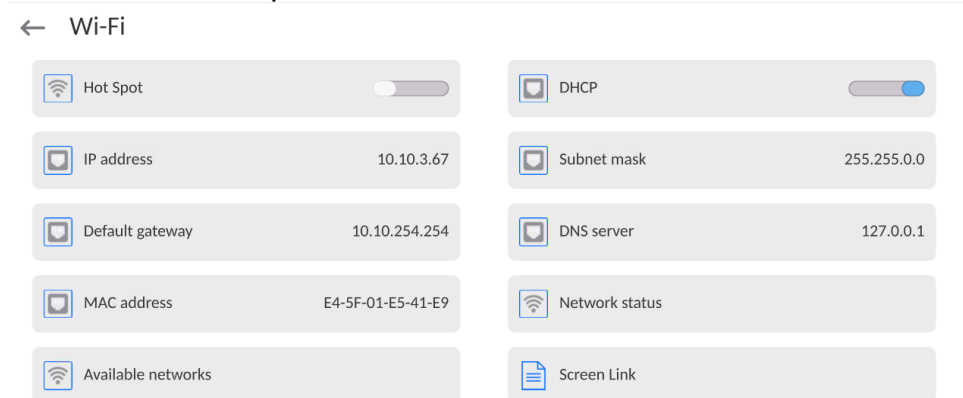 Wi-Fi
Hot Spot
DHCP
IP address 10.10.3.67
Subnet mask 255.255.0.0
Default gateway 10.10.254.254
DNS server 127.0.0.1
MAC address E4-5F-01-E5-41-E9
Network status
Available networks
Screen Link